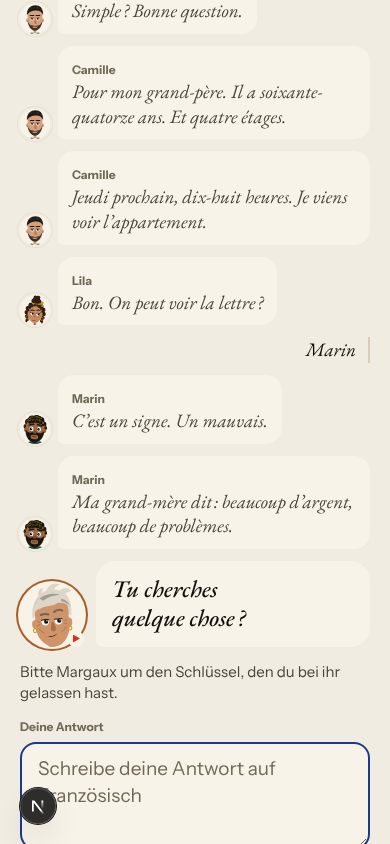 Simple ? Bonne question.
Camille
Pour mon grand-père. Il a soixante-
quatorze ans. Et quatre étages.
Camille
Jeudi prochain, dix-huit heures. Je viens
voir l’appartement.
Lila
Bon. On peut voir la lettre ?
Marin
Marin
C’est un signe. Un mauvais.
Marin
Ma grand-mère dit : beaucoup d’argent,
beaucoup de problèmes.
Tu cherches
quelque chose ?
Bitte Margaux um den Schlüssel, den du bei ihr
gelassen hast.
Deine Antwort
Schreibe deine Antwort auf
Französisch
N